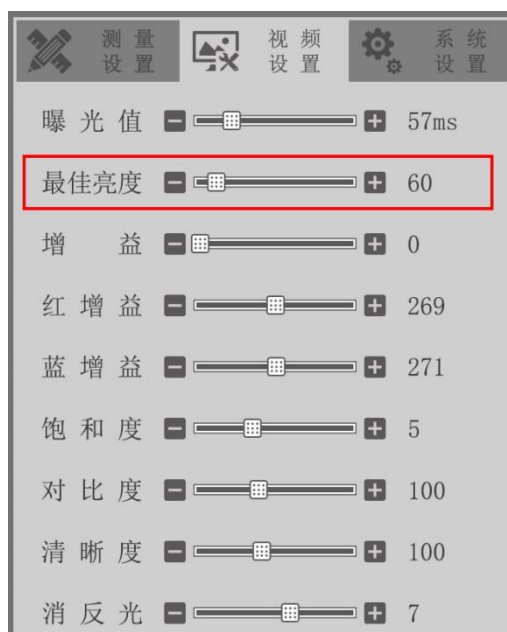 测量设置
视频设置
系统设置
曝光值 57ms
最佳亮度 60
增益 0
红增益 269
蓝增益 271
饱和度 5
对比度 100
清晰度 100
消反光 7